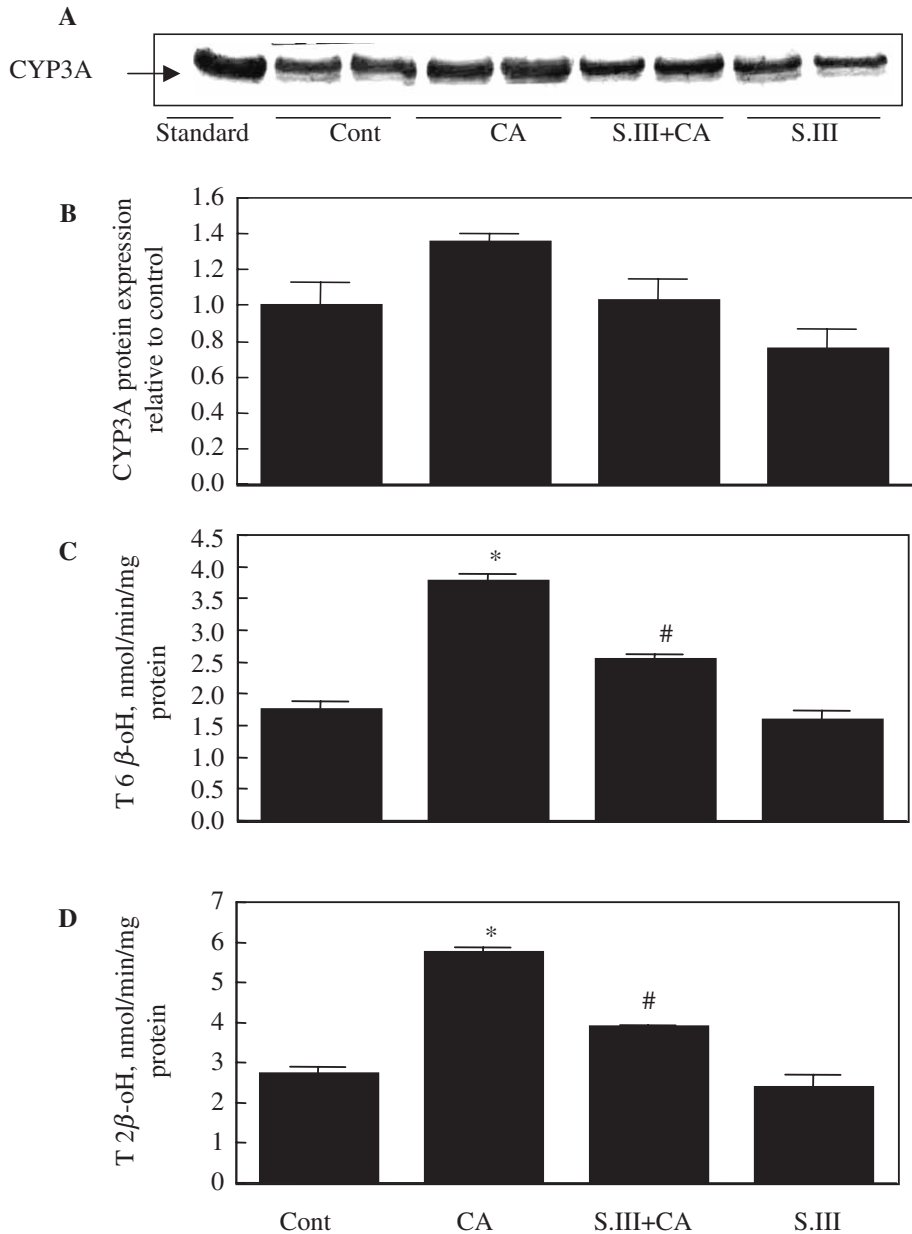 A
CYP3A
Standard Cont CA S.III+CA S.III
B
CYP3A protein expression
relative to control
1.6
1.4
1.2
1.0
0.8
0.6
0.4
0.2
0.0
C
T 6 β-oH, nmol/min/mg
protein
4.5
4.0
3.5
3.0
2.5
2.0
1.5
1.0
0.5
0.0
*
#
D
T 2β-oH, nmol/min/mg
protein
7
6
5
4
3
2
1
0
*
#
Cont CA S.III+CA S.III